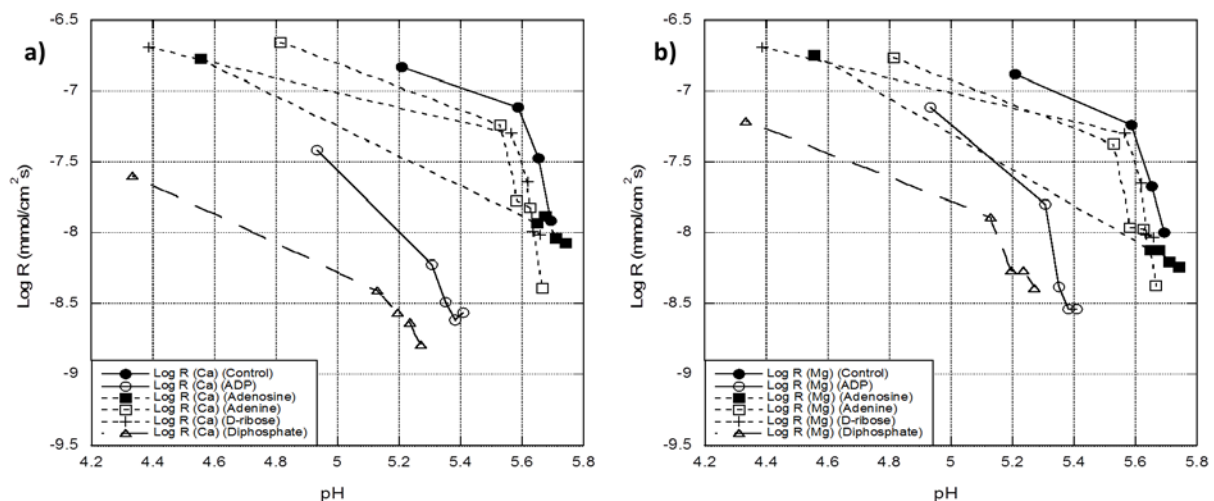 a)
-6.5
-7
-7.5
-8
-8.5
-9
-9.5
Log R (mmol/cm²s)
Log R (Ca) (Control)
Log R (Ca) (ADP)
Log R (Ca) (Adenosine)
Log R (Ca) (Adenine)
Log R (Ca) (D-ribose)
Log R (Ca) (Diphosphate)
4.2 4.4 4.6 4.8 5 5.2 5.4 5.6 5.8
pH
b)
-6.5
-7
-7.5
-8
-8.5
-9
-9.5
Log R (mmol/cm²s)
Log R (Mg) (Control)
Log R (Mg) (ADP)
Log R (Mg) (Adenosine)
Log R (Mg) (Adenine)
Log R (Mg) (D-ribose)
Log R (Mg) (Diphosphate)
4.2 4.4 4.6 4.8 5 5.2 5.4 5.6 5.8
pH